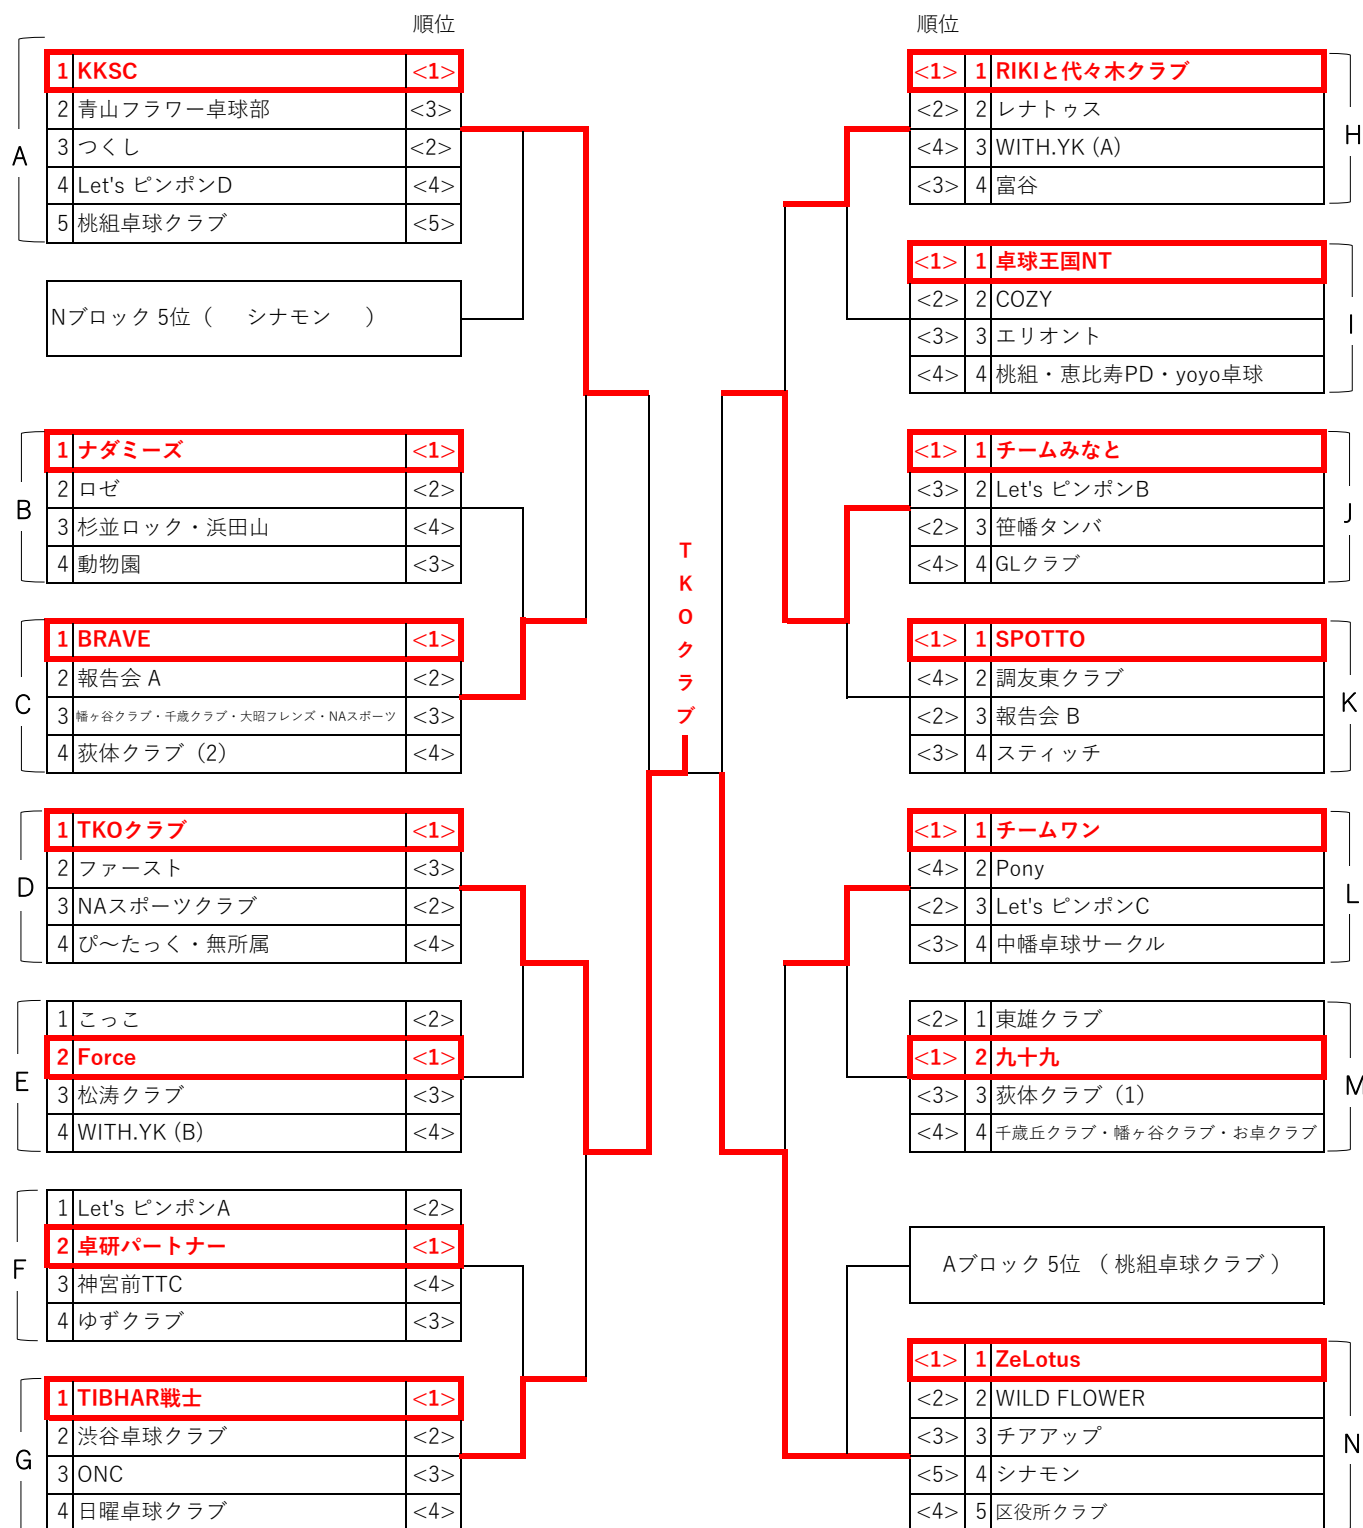 順位
A
1 KKSC <1>
2 青山フラワー卓球部 <3>
3 つくし <2>
4 Let's ピンポンD <4>
5 桃組卓球クラブ <5>
Nブロック 5位（　シナモン　）
B
1 ナダミーズ <1>
2 ロゼ <2>
3 杉並ロック・浜田山 <4>
4 動物園 <3>
C
1 BRAVE <1>
2 報告会 A <2>
3 幡ヶ谷クラブ・千歳クラブ・大昭フレンズ・NAスポーツ <3>
4 荻体クラブ（2） <4>
D
1 TKOクラブ <1>
2 ファースト <3>
3 NAスポーツクラブ <2>
4 ぴ～たっく・無所属 <4>
E
1 こっこ <2>
2 Force <1>
3 松涛クラブ <3>
4 WITH.YK (B) <4>
F
1 Let's ピンポンA <2>
2 卓研パートナー <1>
3 神宮前TTC <4>
4 ゆずクラブ <3>
G
1 TIBHAR戦士 <1>
2 渋谷卓球クラブ <2>
3 ONC <3>
4 日曜卓球クラブ <4>
TKOクラブ
順位
H
<1> 1 RIKIと代々木クラブ
<2> 2 レナトゥス
<4> 3 WITH.YK (A)
<3> 4 富谷
I
<1> 1 卓球王国NT
<2> 2 COZY
<3> 3 エリオント
<4> 4 桃組・恵比寿PD・yoyo卓球
J
<1> 1 チームみなと
<3> 2 Let's ピンポンB
<2> 3 笹幡タンバ
<4> 4 GLクラブ
K
<1> 1 SPOTTO
<4> 2 調友東クラブ
<2> 3 報告会 B
<3> 4 スティッチ
L
<1> 1 チームワン
<4> 2 Pony
<2> 3 Let's ピンポンC
<3> 4 中幡卓球サークル
M
<2> 1 東雄クラブ
<1> 2 九十九
<3> 3 荻体クラブ（1）
<4> 4 千歳丘クラブ・幡ヶ谷クラブ・お卓クラブ
Aブロック 5位 （ 桃組卓球クラブ ）
N
<1> 1 ZeLotus
<2> 2 WILD FLOWER
<3> 3 チアアップ
<5> 4 シナモン
<4> 5 区役所クラブ